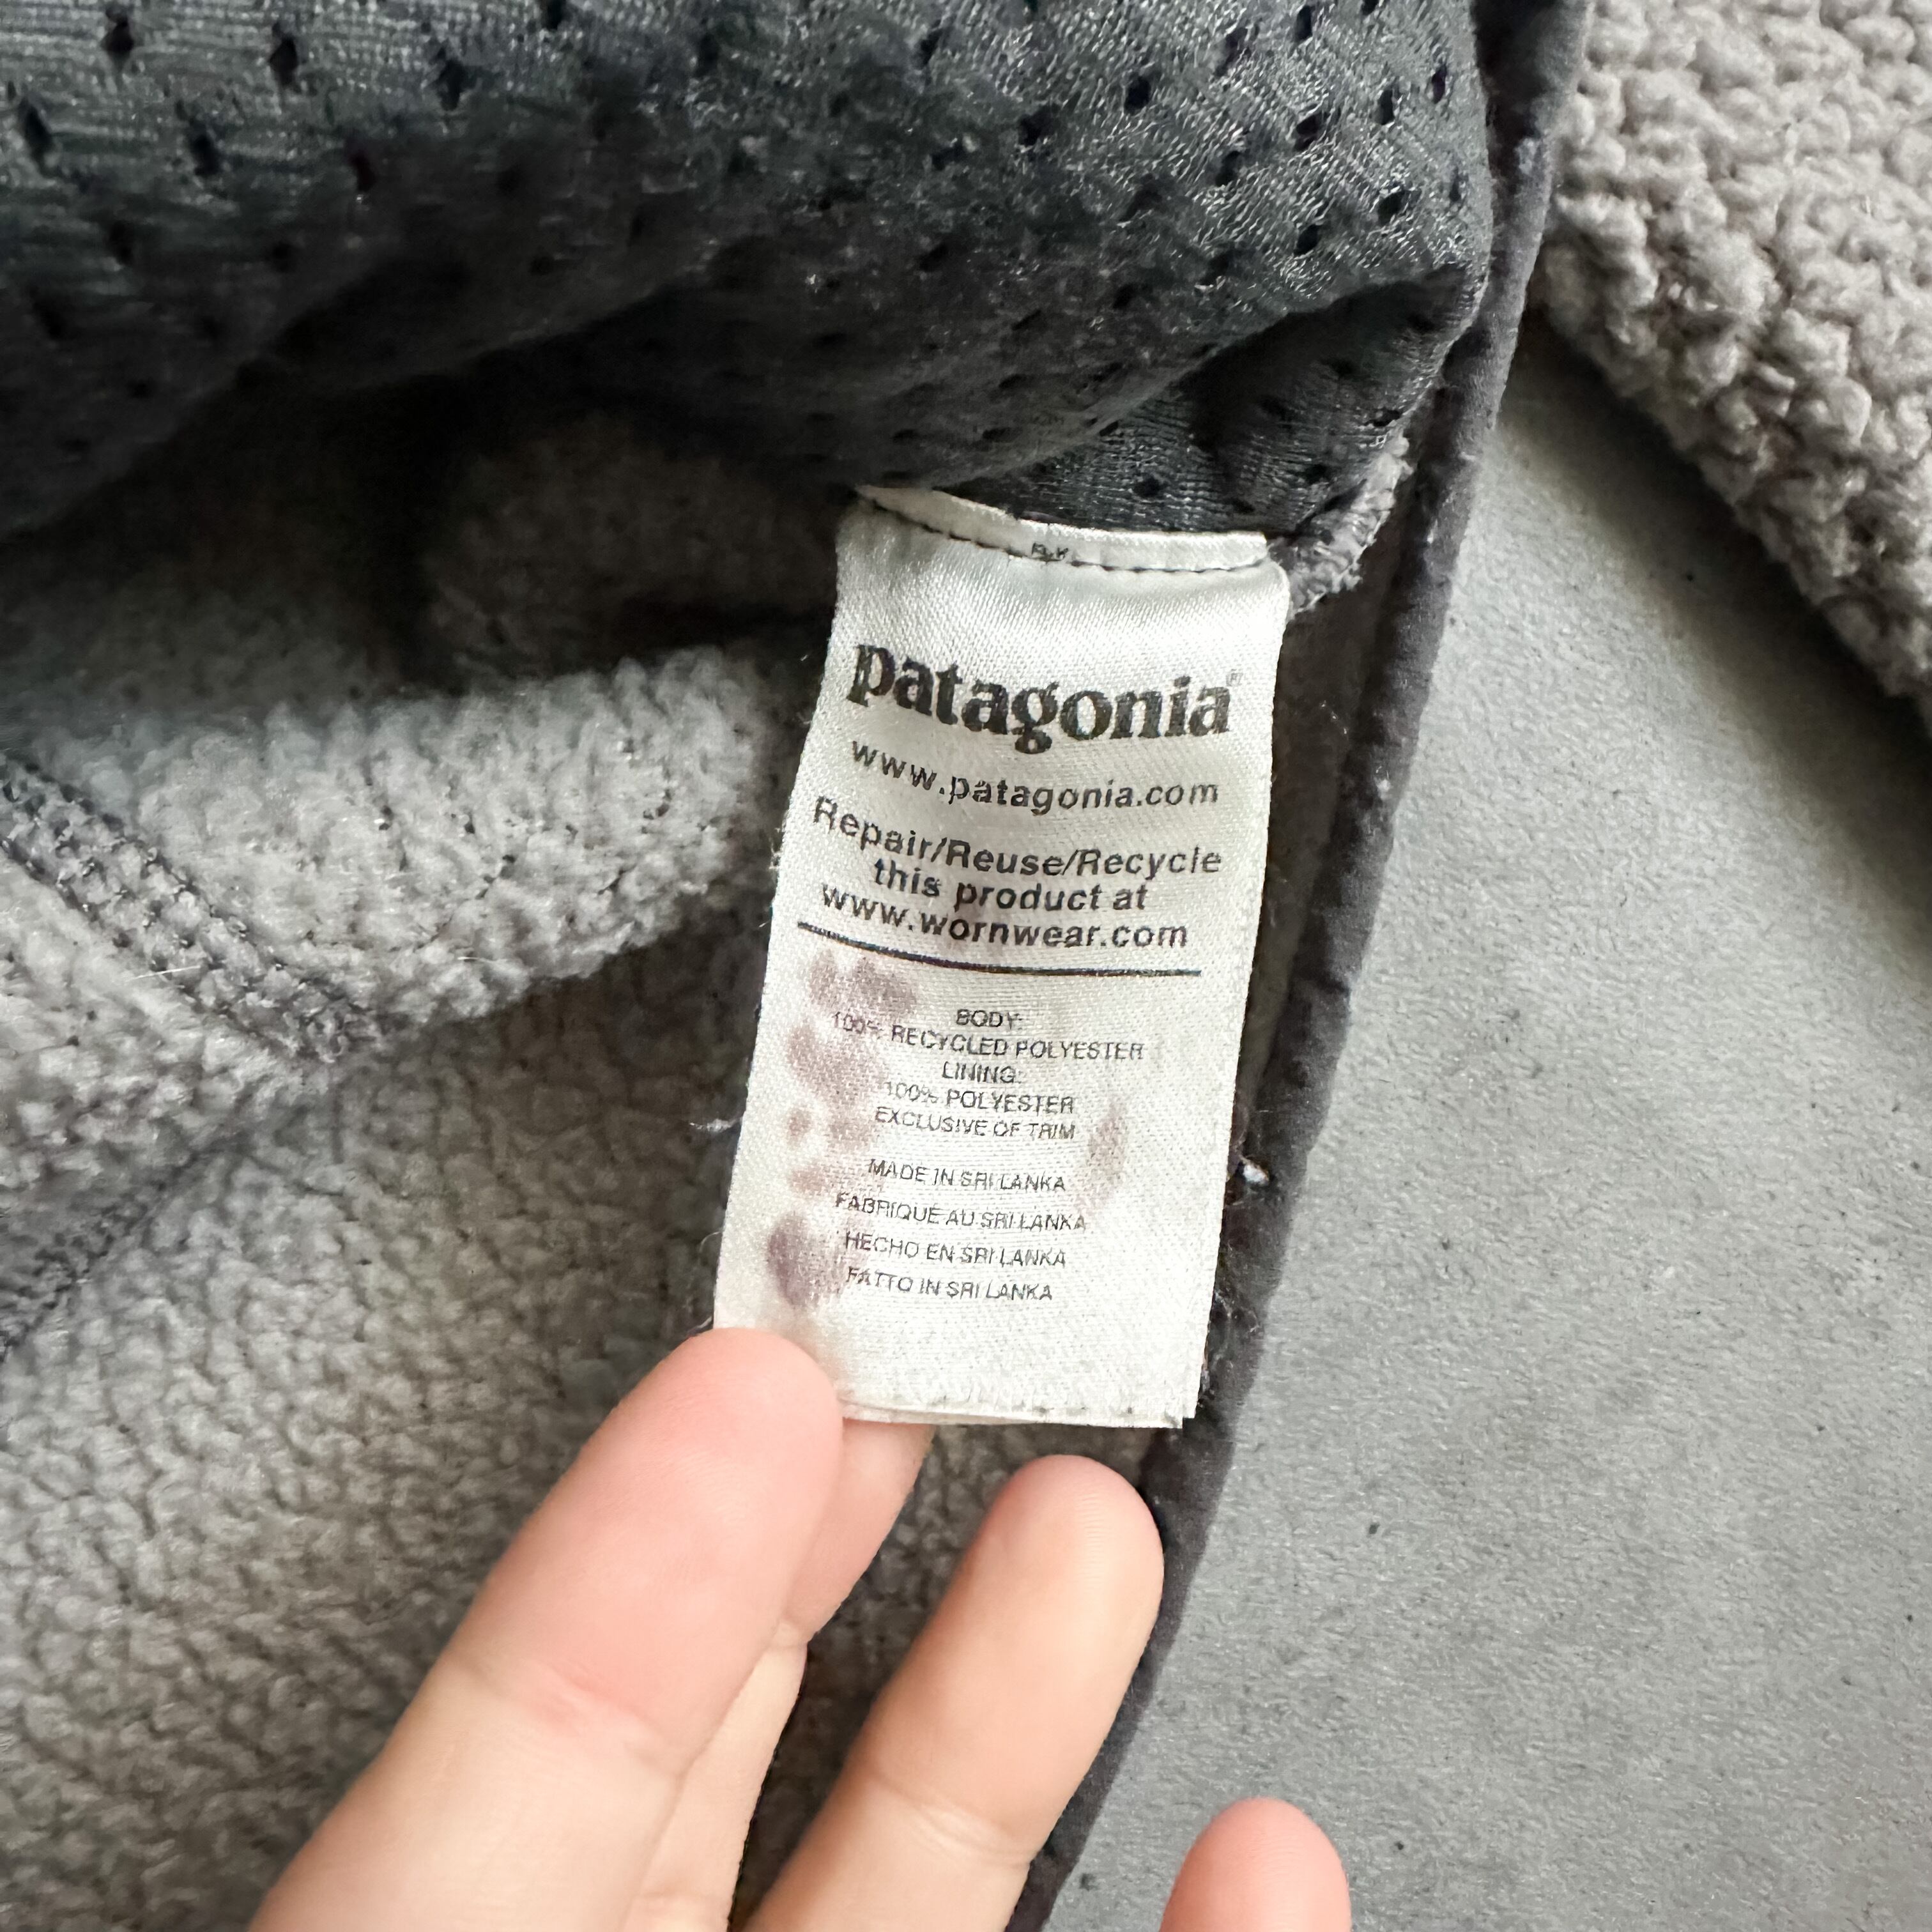 patagonia®
www.patagonia.com
Repair/Reuse/Recycle
this product at
www.wornwear.com
BODY:
100% RECYCLED POLYESTER
LINING:
100% POLYESTER
EXCLUSIVE OF TRIM
MADE IN SRI LANKA
FABRIQUÉ AU SRI LANKA
HECHO EN SRI LANKA
FATTO IN SRI LANKA